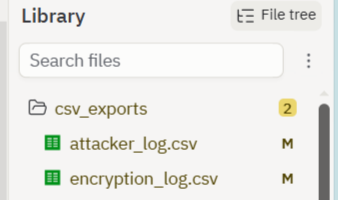 Library File tree
Search files
csv_exports 2
attacker_log.csv M
encryption_log.csv M